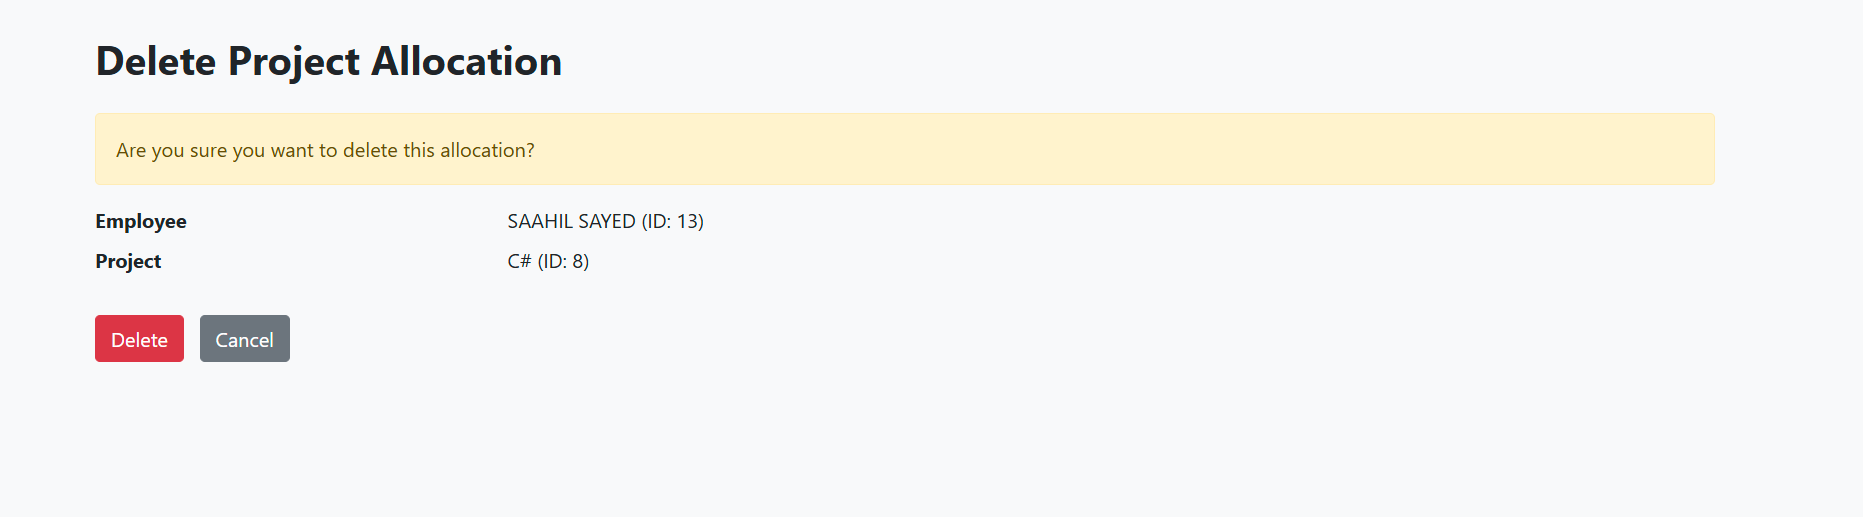 Delete Project Allocation
Are you sure you want to delete this allocation?
Employee SAAHIL SAYED (ID: 13)
Project C# (ID: 8)
Delete Cancel